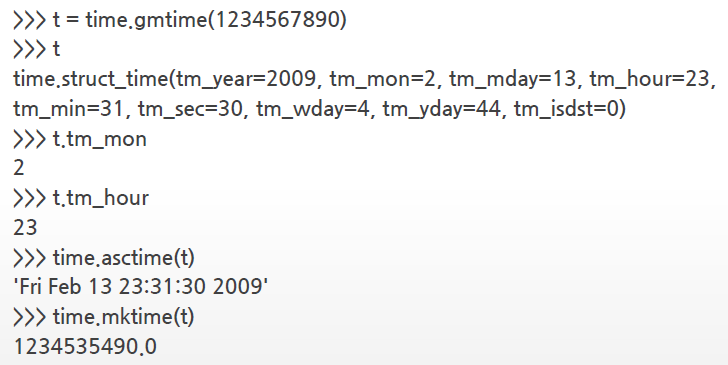 >>> t = time.gmtime(1234567890)
>>> t
time.struct_time(tm_year=2009, tm_mon=2, tm_mday=13, tm_hour=23,
tm_min=31, tm_sec=30, tm_wday=4, tm_yday=44, tm_isdst=0)
>>> t.tm_mon
2
>>> t.tm_hour
23
>>> time.asctime(t)
'Fri Feb 13 23:31:30 2009'
>>> time.mktime(t)
1234535490.0